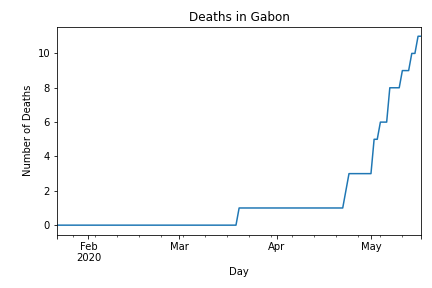 Deaths in Gabon
Number of Deaths
10
8
6
4
2
0
Feb
2020
Mar
Apr
May
Day